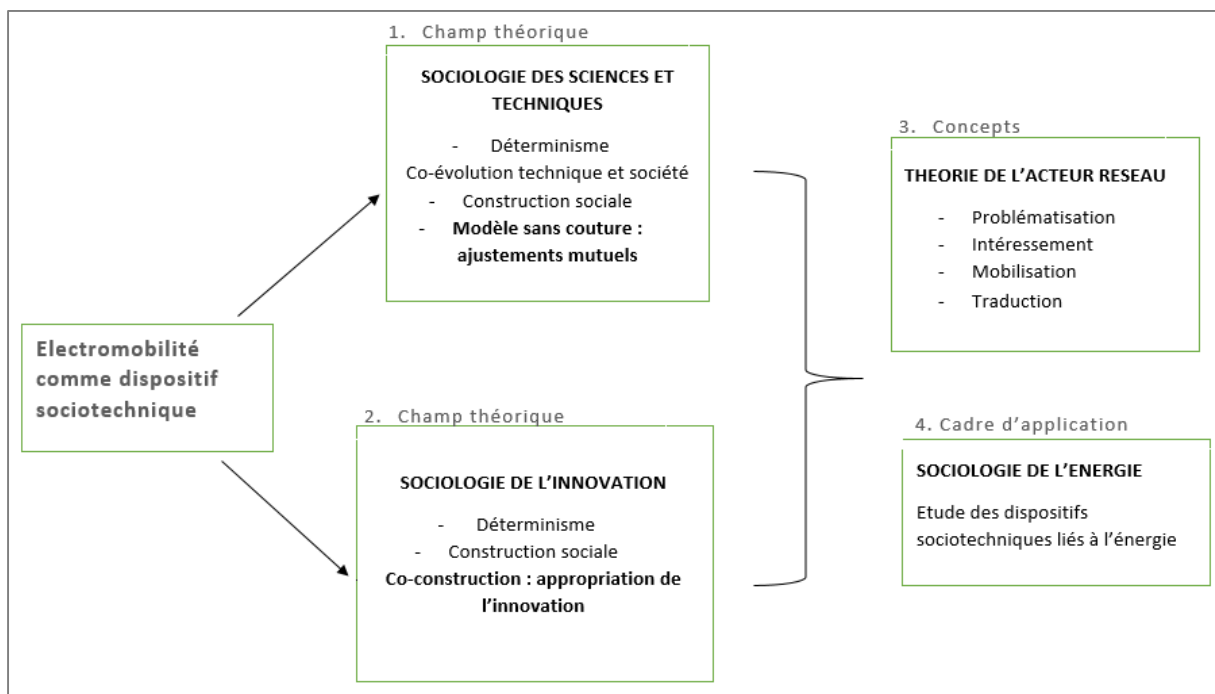 1. Champ théorique
SOCIOLOGIE DES SCIENCES ET
TECHNIQUES
- Déterminisme
Co-évolution technique et société
- Construction sociale
- Modèle sans couture :
ajustements mutuels
Electromobilité
comme dispositif
sociotechnique
2. Champ théorique
SOCIOLOGIE DE L'INNOVATION
- Déterminisme
- Construction sociale
Co-construction : appropriation de
l'innovation
3. Concepts
THEORIE DE L'ACTEUR RESEAU
- Problématisation
- Intéressement
- Mobilisation
- Traduction
4. Cadre d'application
SOCIOLOGIE DE L'ENERGIE
Etude des dispositifs
sociotechniques liés à l'énergie